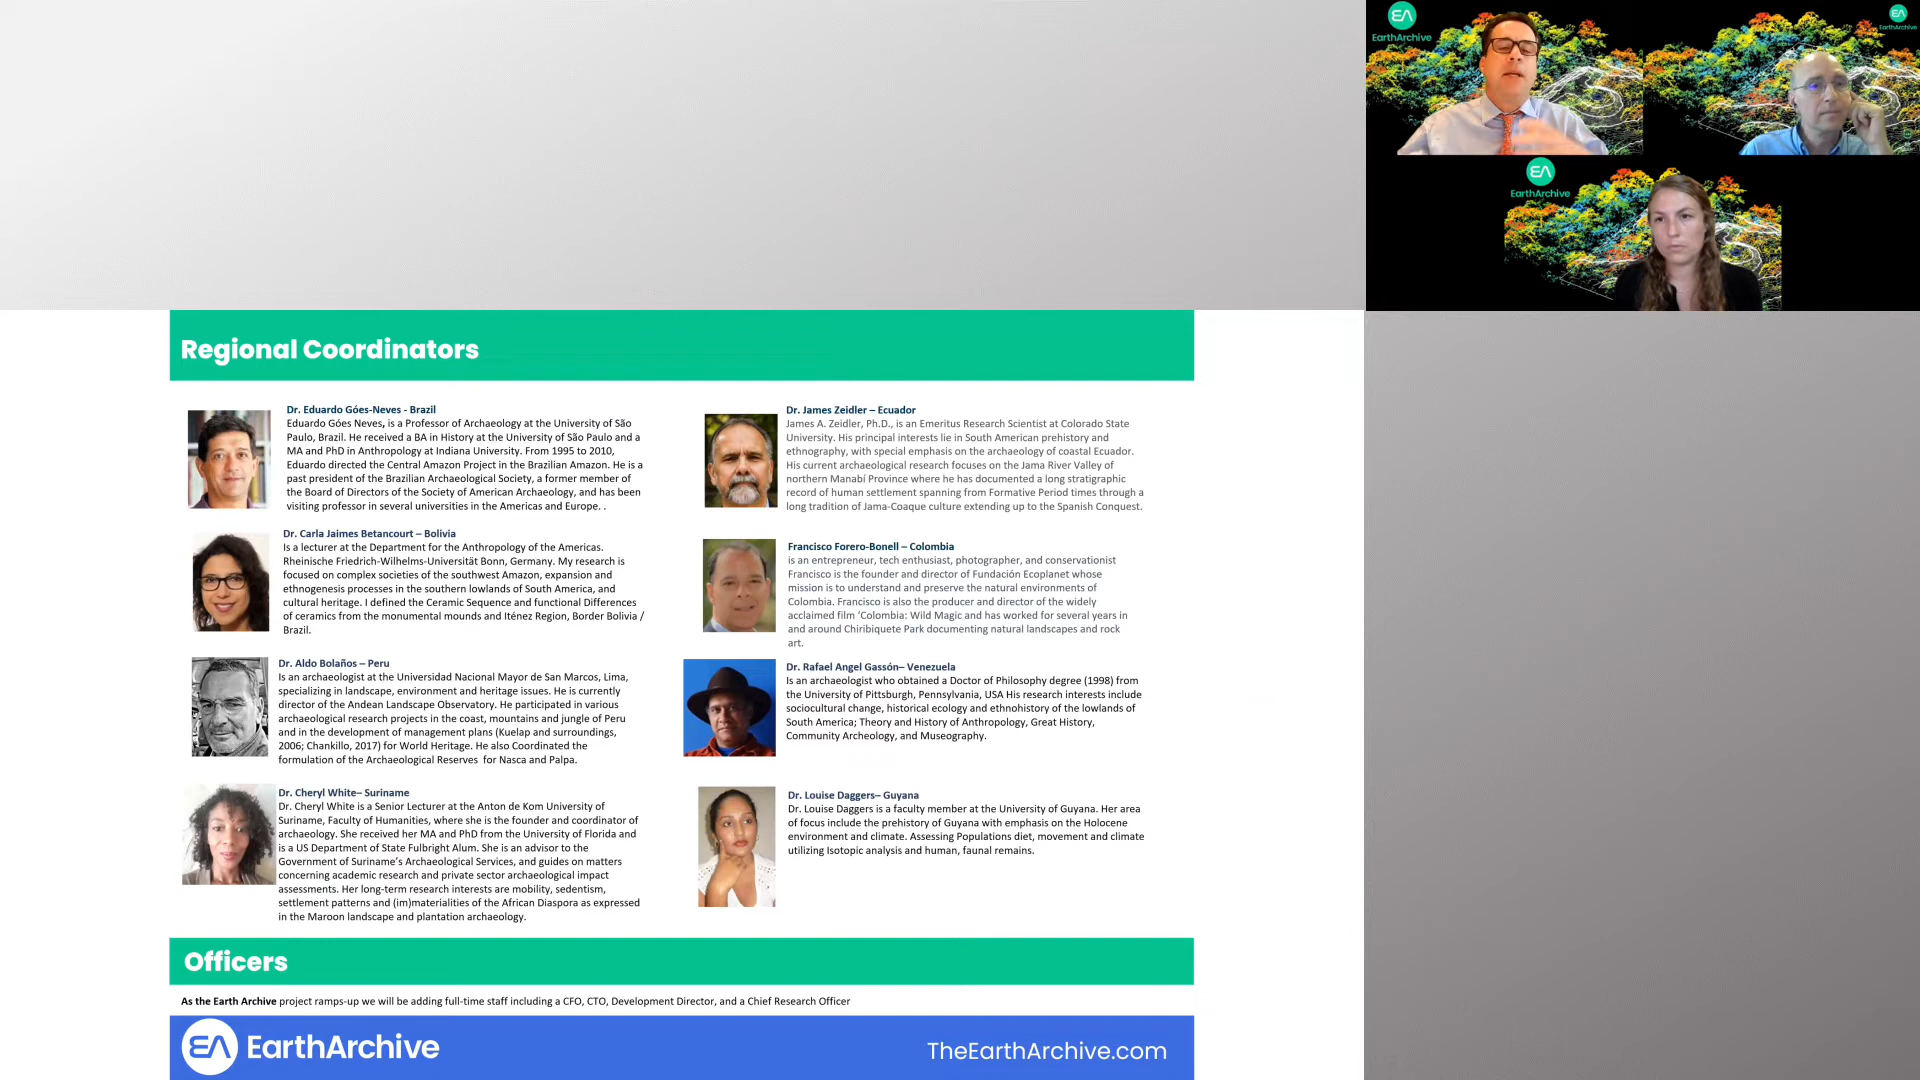 EarthArchive
EarthArchive
EarthArchive
Regional Coordinators
Dr. Eduardo Góes-Neves - Brazil
Eduardo Góes Neves, is a Professor of Archaeology at the University of São
Paulo, Brazil. He received a BA in History at the University of São Paulo and a
MA and PhD in Anthropology at Indiana University. From 1995 to 2010,
Eduardo directed the Central Amazon Project in the Brazilian Amazon. He is a
past president of the Brazilian Archaeological Society, a former member of
the Board of Directors of the Society of American Archaeology, and has been
visiting professor in several universities in the Americas and Europe. .
Dr. Carla Jaimes Betancourt – Bolivia
Is a lecturer at the Department for the Anthropology of the Americas.
Rheinische Friedrich-Wilhelms-Universität Bonn, Germany. My research is
focused on complex societies of the southwest Amazon, expansion and
ethnogenesis processes in the southern lowlands of South America, and
cultural heritage. I defined the Ceramic Sequence and functional Differences
of ceramics from the monumental mounds and Iténez Region, Border Bolivia /
Brazil.
Dr. Aldo Bolaños – Peru
Is an archaeologist at the Universidad Nacional Mayor de San Marcos, Lima,
specializing in landscape, environment and heritage issues. He is currently
director of the Andean Landscape Observatory. He participated in various
archaeological research projects in the coast, mountains and jungle of Peru
and in the development of management plans (Kuelap and surroundings,
2006; Chankillo, 2017) for World Heritage. He also Coordinated the
formulation of the Archaeological Reserves for Nasca and Palpa.
Dr. Cheryl White– Suriname
Dr. Cheryl White is a Senior Lecturer at the Anton de Kom University of
Suriname, Faculty of Humanities, where she is the founder and coordinator of
archaeology. She received her MA and PhD from the University of Florida and
is a US Department of State Fulbright Alum. She is an advisor to the
Government of Suriname's Archaeological Services, and guides on matters
concerning academic research and private sector archaeological impact
assessments. Her long-term research interests are mobility, sedentism,
settlement patterns and (im)materialities of the African Diaspora as expressed
in the Maroon landscape and plantation archaeology.
Dr. James Zeidler – Ecuador
James A. Zeidler, Ph.D., is an Emeritus Research Scientist at Colorado State
University. His principal interests lie in South American prehistory and
ethnography, with special emphasis on the archaeology of coastal Ecuador.
His current archaeological research focuses on the Jama River Valley of
northern Manabí Province where he has documented a long stratigraphic
record of human settlement spanning from Formative Period times through a
long tradition of Jama-Coaque culture extending up to the Spanish Conquest.
Francisco Forero-Bonell – Colombia
is an entrepreneur, tech enthusiast, photographer, and conservationist
Francisco is the founder and director of Fundación Ecoplanet whose
mission is to understand and preserve the natural environments of
Colombia. Francisco is also the producer and director of the widely
acclaimed film 'Colombia: Wild Magic and has worked for several years in
and around Chiribiquete Park documenting natural landscapes and rock
art.
Dr. Rafael Angel Gassón– Venezuela
Is an archaeologist who obtained a Doctor of Philosophy degree (1998) from
the University of Pittsburgh, Pennsylvania, USA His research interests include
sociocultural change, historical ecology and ethnohistory of the lowlands of
South America; Theory and History of Anthropology, Great History,
Community Archeology, and Museography.
Dr. Louise Daggers– Guyana
Dr. Louise Daggers is a faculty member at the University of Guyana. Her area
of focus include the prehistory of Guyana with emphasis on the Holocene
environment and climate. Assessing Populations diet, movement and climate
utilizing Isotopic analysis and human, faunal remains.
Officers
As the Earth Archive project ramps-up we will be adding full-time staff including a CFO, CTO, Development Director, and a Chief Research Officer
EarthArchive
TheEarthArchive.com